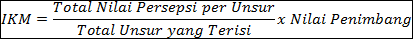 IKM = Total Nilai Persepsi per Unsur / Total Unsur yang Terisi x Nilai Penimbang